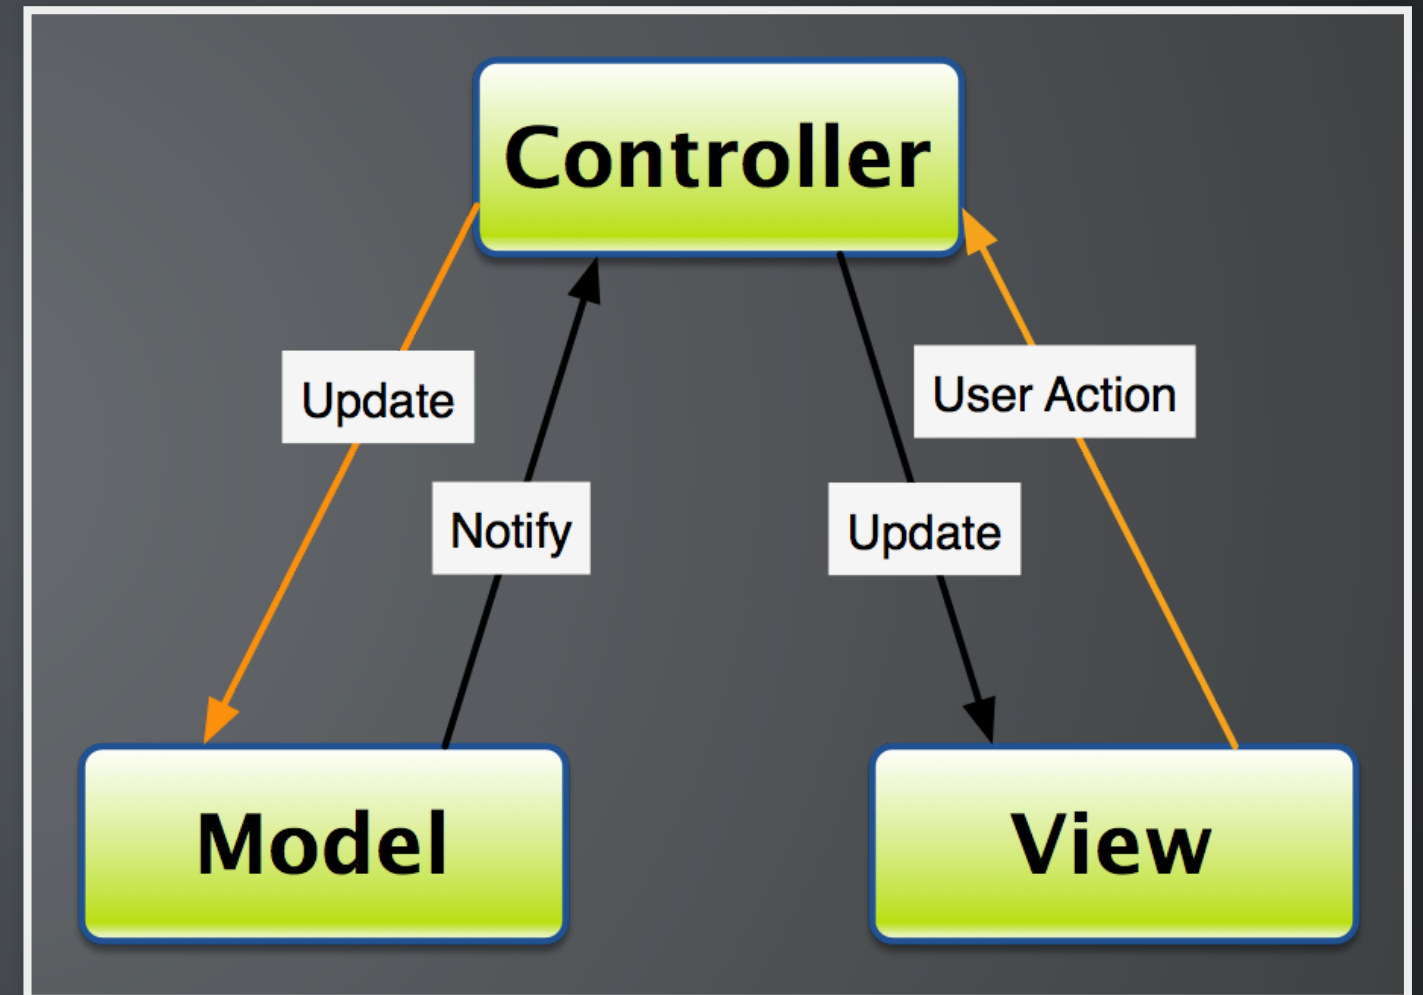 Controller
Update
User Action
Notify
Update
Model
View